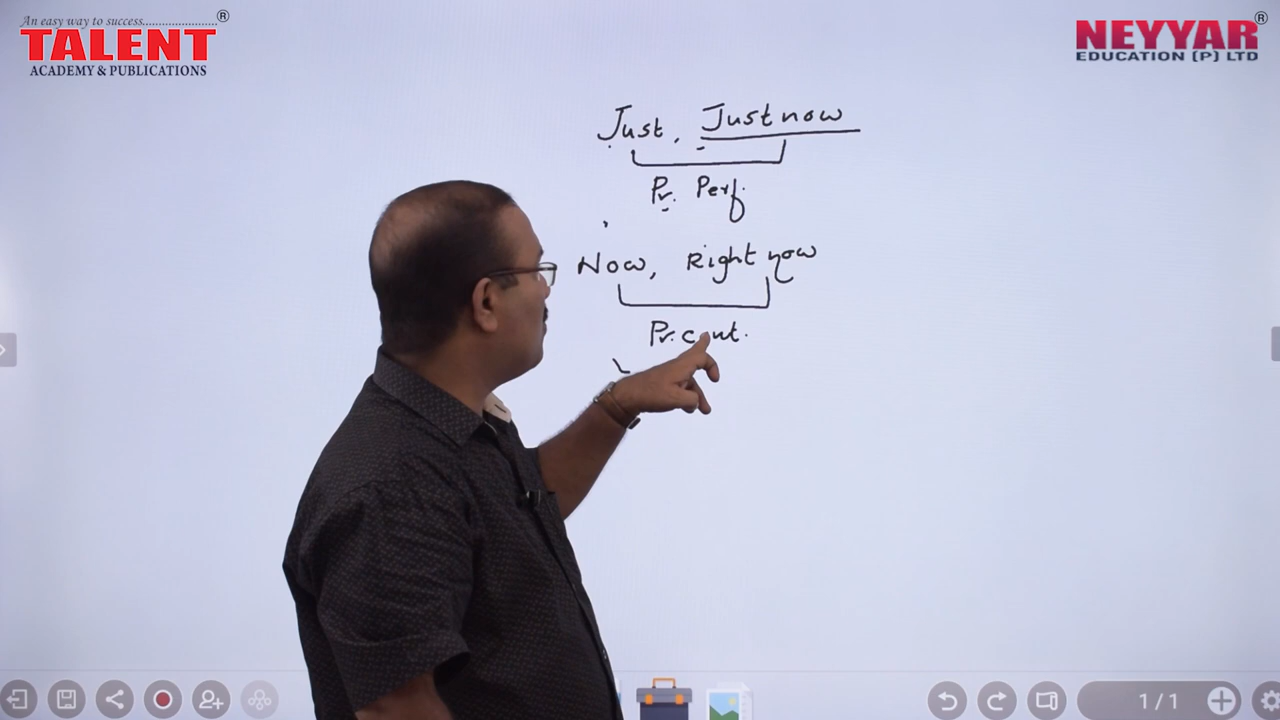 An easy way to success......................®
TALENT
ACADEMY & PUBLICATIONS
NEYYAR®
EDUCATION (P) LTD
Just, Just now
Pr. Perf.
Now, Right now
Pr. cont.
1 / 1